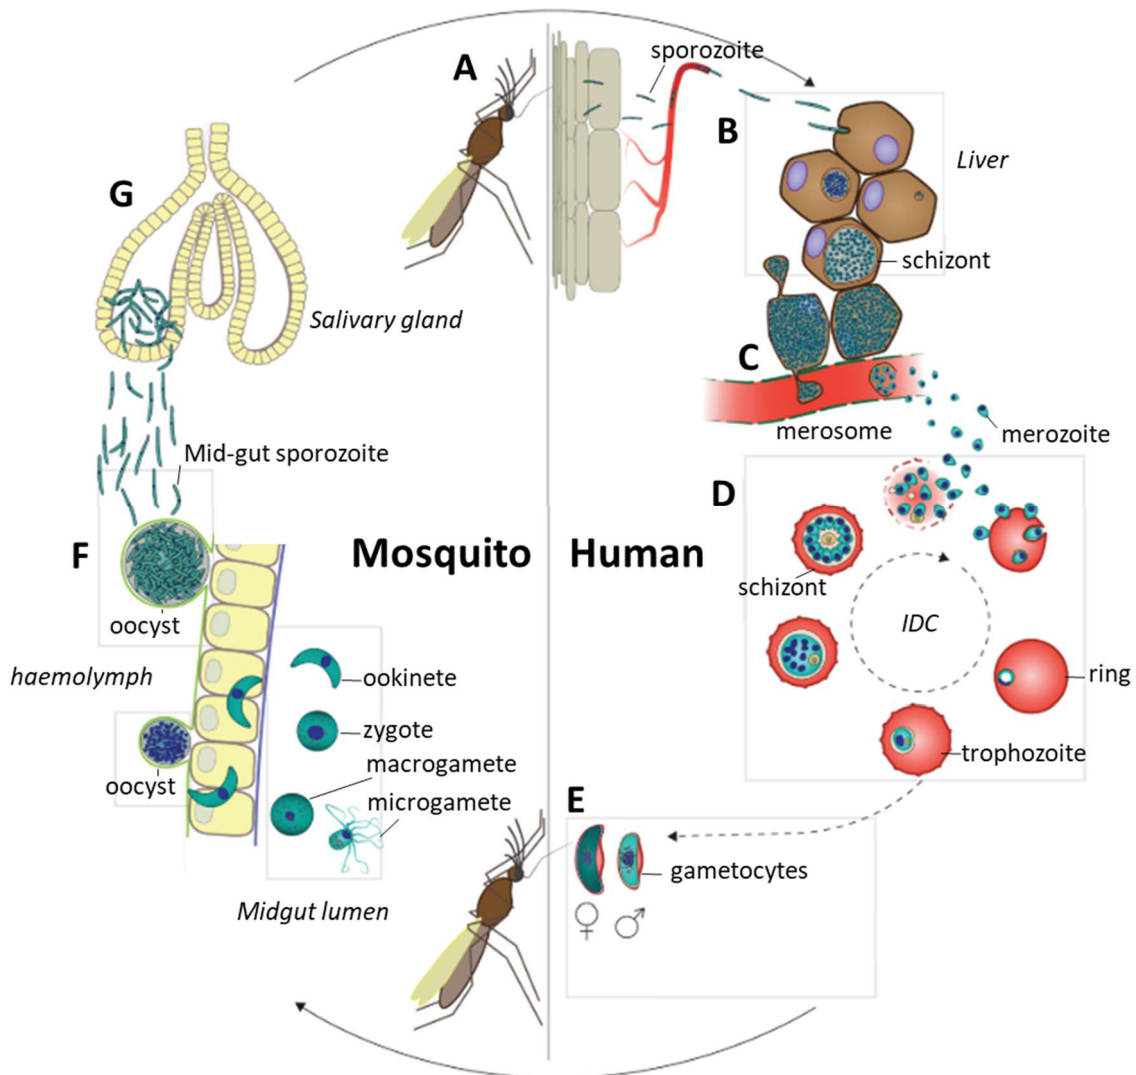 A
sporozoite
B
Liver
G
schizont
Salivary gland
C
merosome
merozoite
Mid-gut sporozoite
D
F
Mosquito
Human
schizont
oocyst
IDC
haemolymph
ookinete
ring
zygote
trophozoite
macrogamete
oocyst
microgamete
E
gametocytes
♀ ♂
Midgut lumen